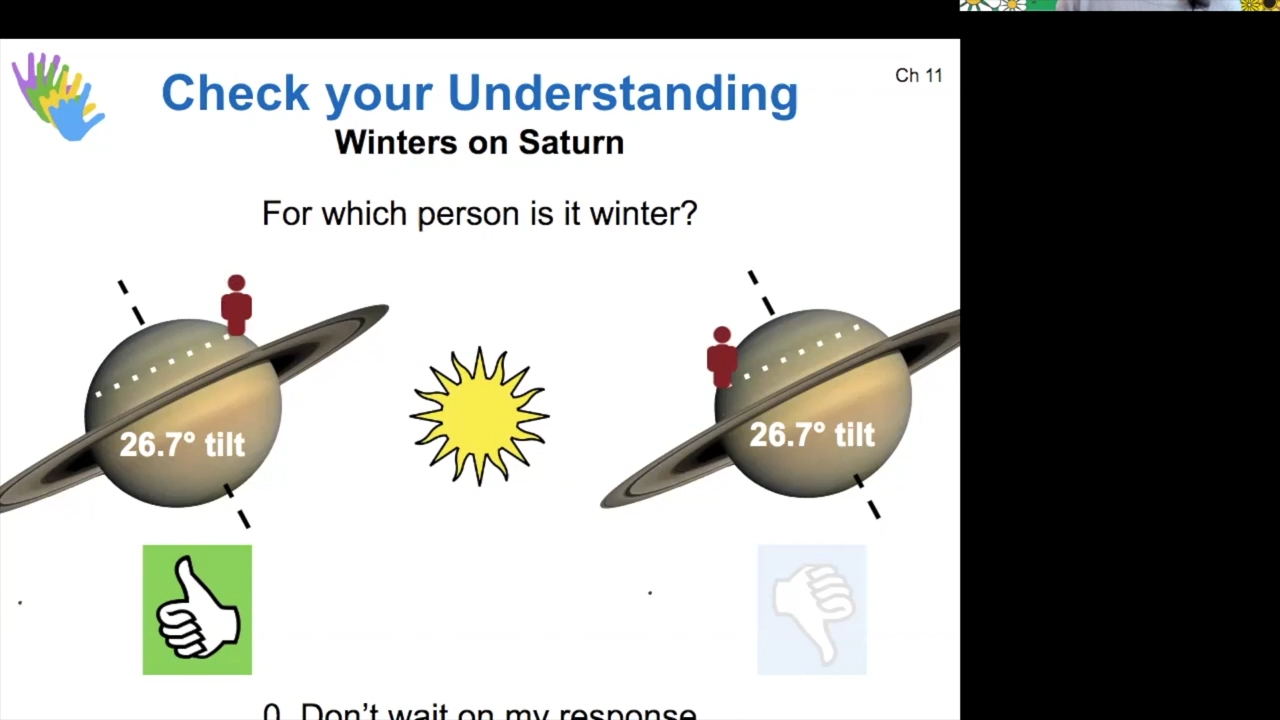 Ch 11
Check your Understanding
Winters on Saturn
For which person is it winter?
26.7° tilt
26.7° tilt
0. Don't wait on my response